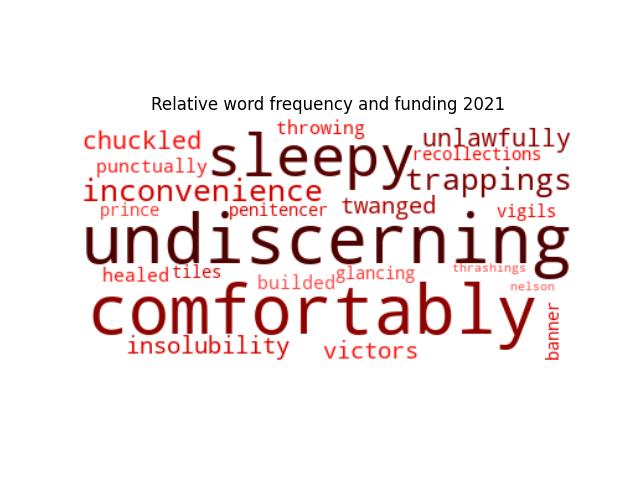 Relative word frequency and funding 2021
throwing
chuckled
unlawfully
sleepy
recollections
punctually
trappings
inconvenience
twanged
prince
penitencer
vigils
undiscerning
healed
tiles
glancing
thrashings
builded
nelson
comfortably
banner
insolubility
victors